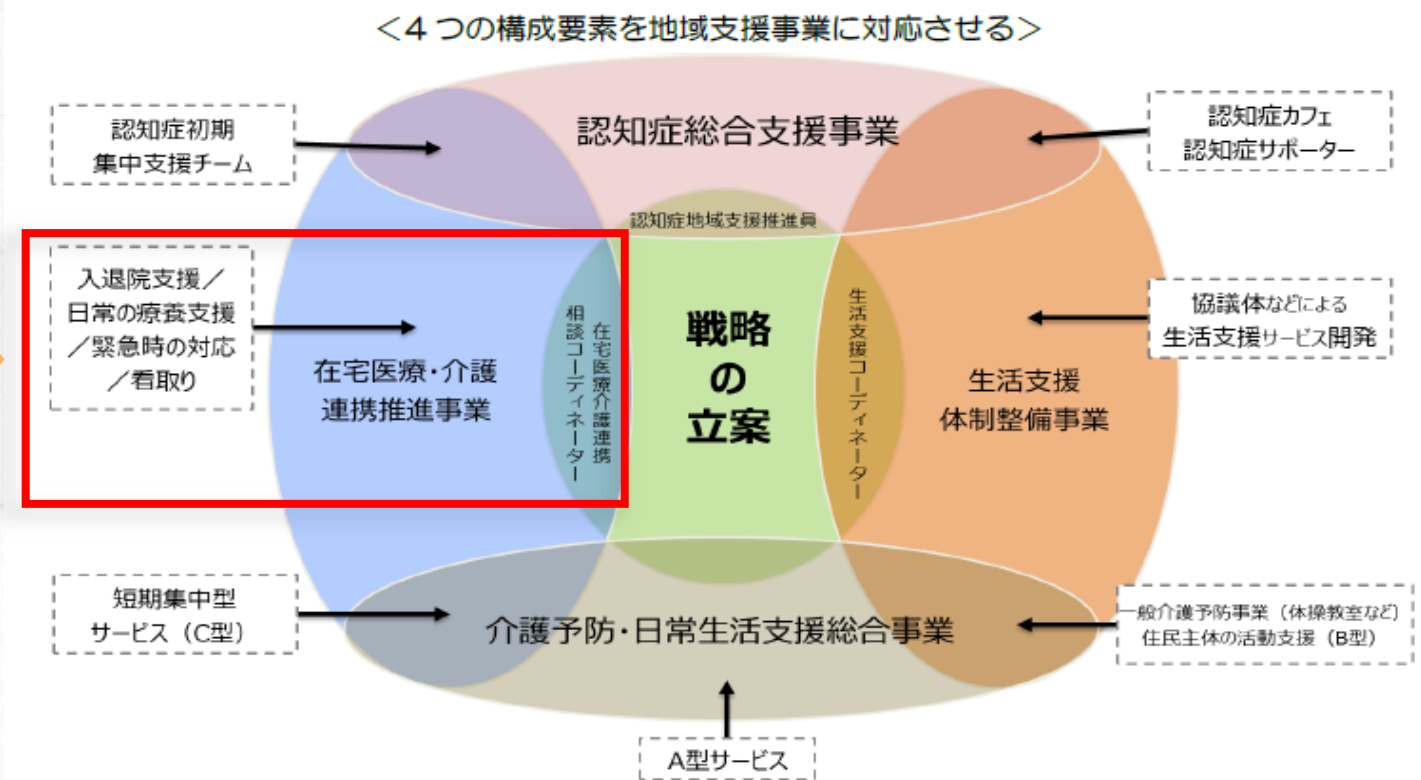 ＜4 つの構成要素を地域支援事業に対応させる＞
認知症初期
集中支援チーム
認知症総合支援事業
認知症カフェ
認知症サポーター
認知症地域支援推進員
入退院支援／
日常の療養支援
／緊急時の対応
／看取り
在宅医療・介護
連携推進事業
在宅医療介護連携
相談コーディネーター
戦略
の
立案
生活支援コーディネーター
生活支援
体制整備事業
協議体などによる
生活支援サービス開発
短期集中型
サービス（C型）
介護予防・日常生活支援総合事業
一般介護予防事業（体操教室など）
住民主体の活動支援（B型）
A型サービス